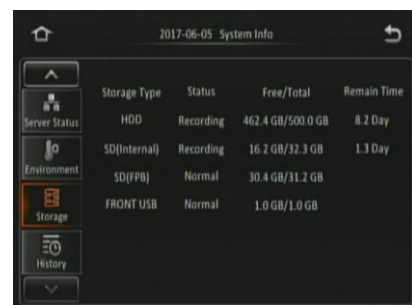 2017-06-05 System Info
Server Status
Environment
Storage
History
Storage Type Status Free/Total Remain Time
HDD Recording 462.4 GB/500.0 GB 8.2 Day
SD(Internal) Recording 16.2 GB/32.3 GB 1.3 Day
SD(FPB) Normal 30.4 GB/31.2 GB
FRONT USB Normal 1.0 GB/1.0 GB